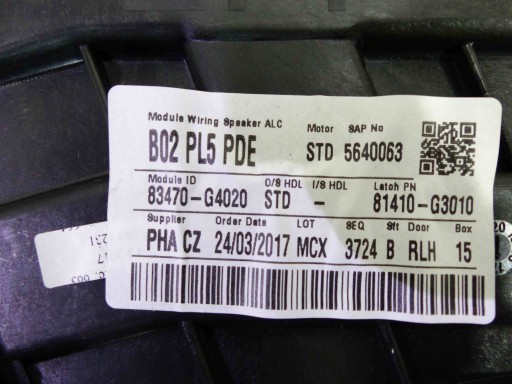 Module Wiring Speaker ALC Motor SAP No
B02 PL5 PDE STD 5640063
Module ID O/S HDL I/S HDL Latch PN
83470-G4020 STD - 81410-G3010
Supplier Order Date LOT SEQ Sft Door Box
PHA CZ 24/03/2017 MCX 3724 B RLH 15